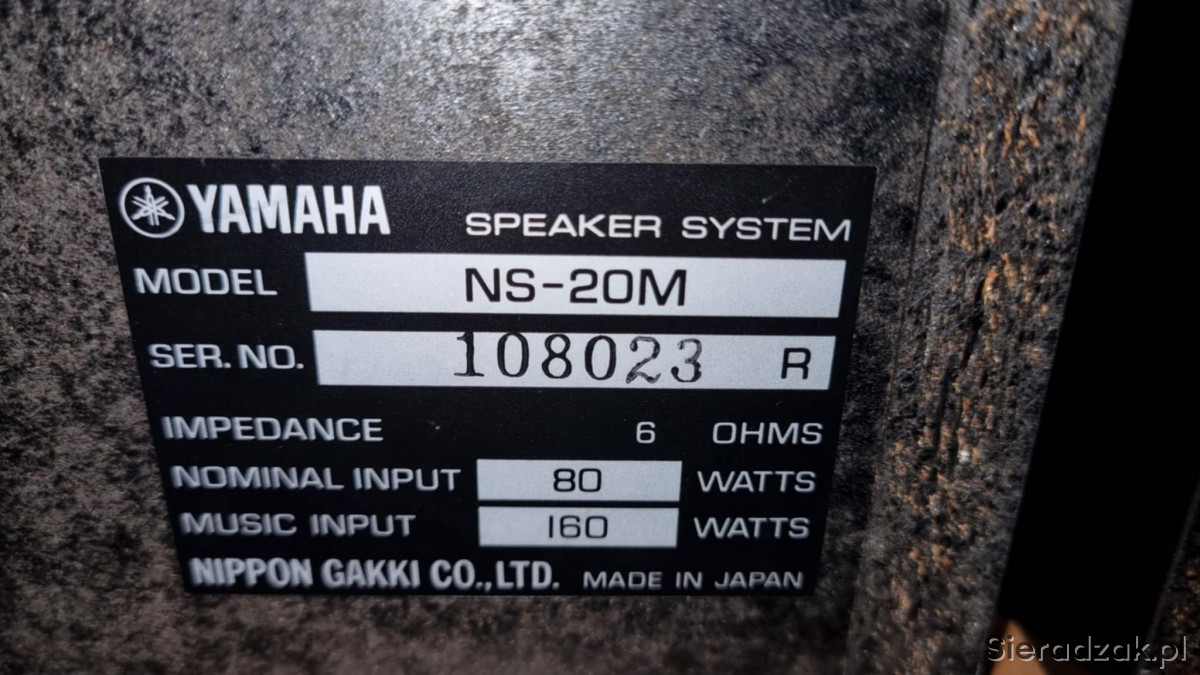 YAMAHA SPEAKER SYSTEM
MODEL NS-20M
SER. NO. 108023 R
IMPEDANCE 6 OHMS
NOMINAL INPUT 80 WATTS
MUSIC INPUT 160 WATTS
NIPPON GAKKI CO., LTD. MADE IN JAPAN
Sieradzak.pl